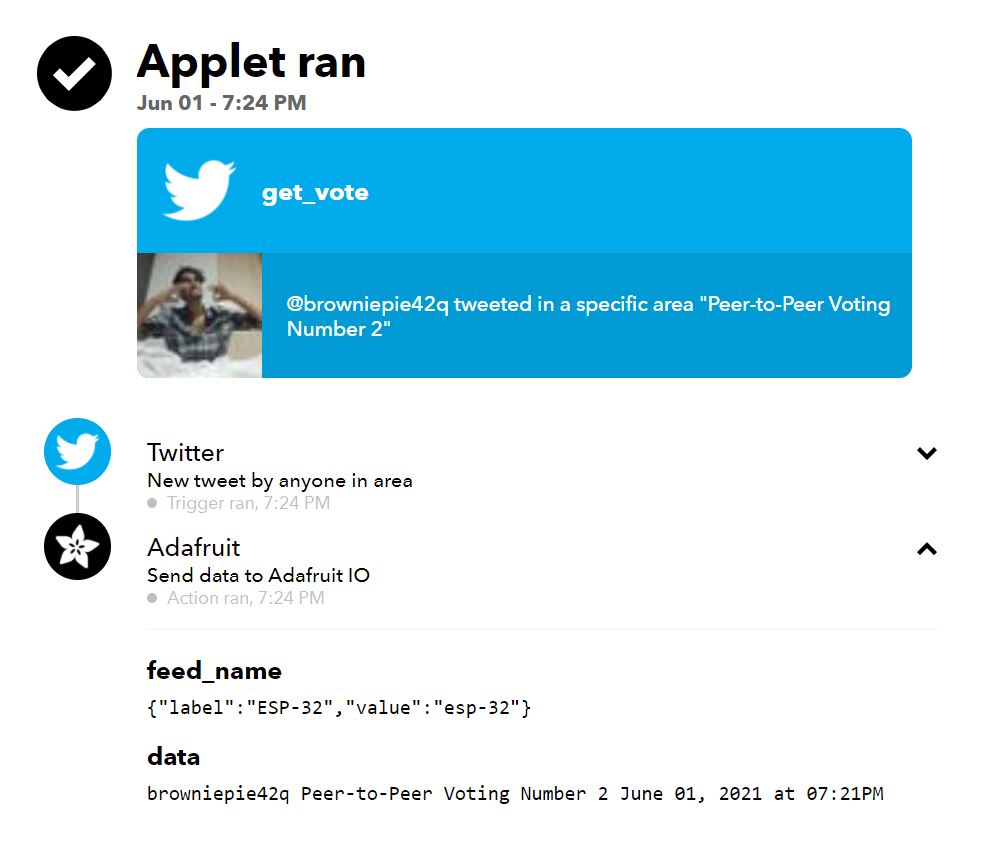 Applet ran
Jun 01 - 7:24 PM
get_vote
@browniepie42q tweeted in a specific area "Peer-to-Peer Voting
Number 2"
Twitter
New tweet by anyone in area
Trigger ran, 7:24 PM
Adafruit
Send data to Adafruit IO
Action ran, 7:24 PM
feed_name
{"label":"ESP-32","value":"esp-32"}
data
browniepie42q Peer-to-Peer Voting Number 2 June 01, 2021 at 07:21PM